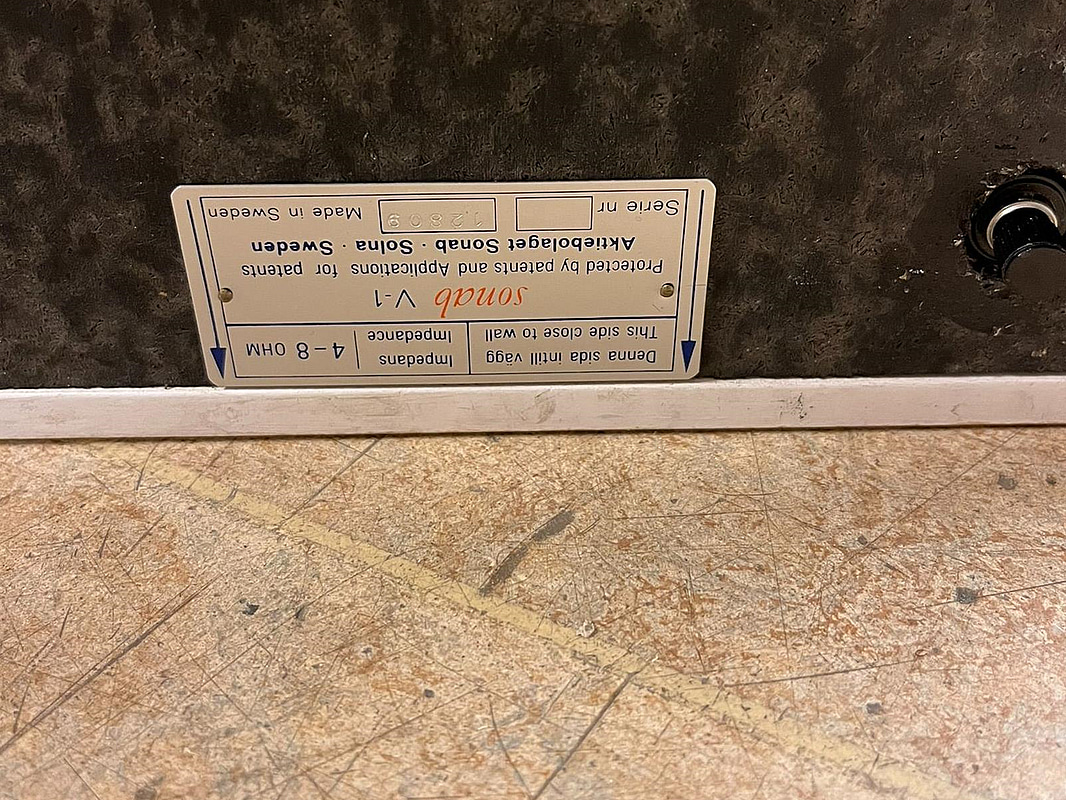 Denna sida intill vägg
This side close to wall
Impedans
Impedance
4-8 OHM
sonab V-1
Protected by patents and Applications for patents
Aktiebolaget Sonab · Solna · Sweden
Serie nr 12809 Made in Sweden